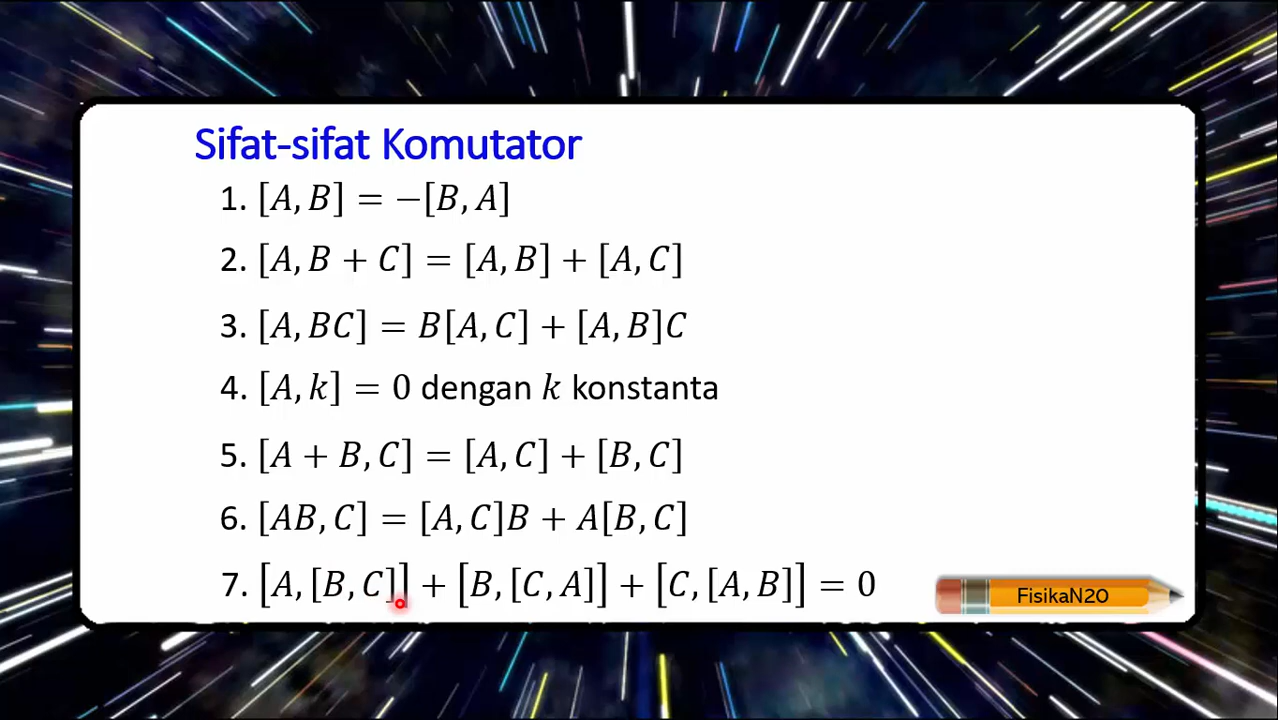 Sifat-sifat Komutator
1. [A, B] = −[B, A]
2. [A, B + C] = [A, B] + [A, C]
3. [A, BC] = B[A, C] + [A, B]C
4. [A, k] = 0 dengan k konstanta
5. [A + B, C] = [A, C] + [B, C]
6. [AB, C] = [A, C]B + A[B, C]
7. [A, [B, C]] + [B, [C, A]] + [C, [A, B]] = 0
FisikaN20